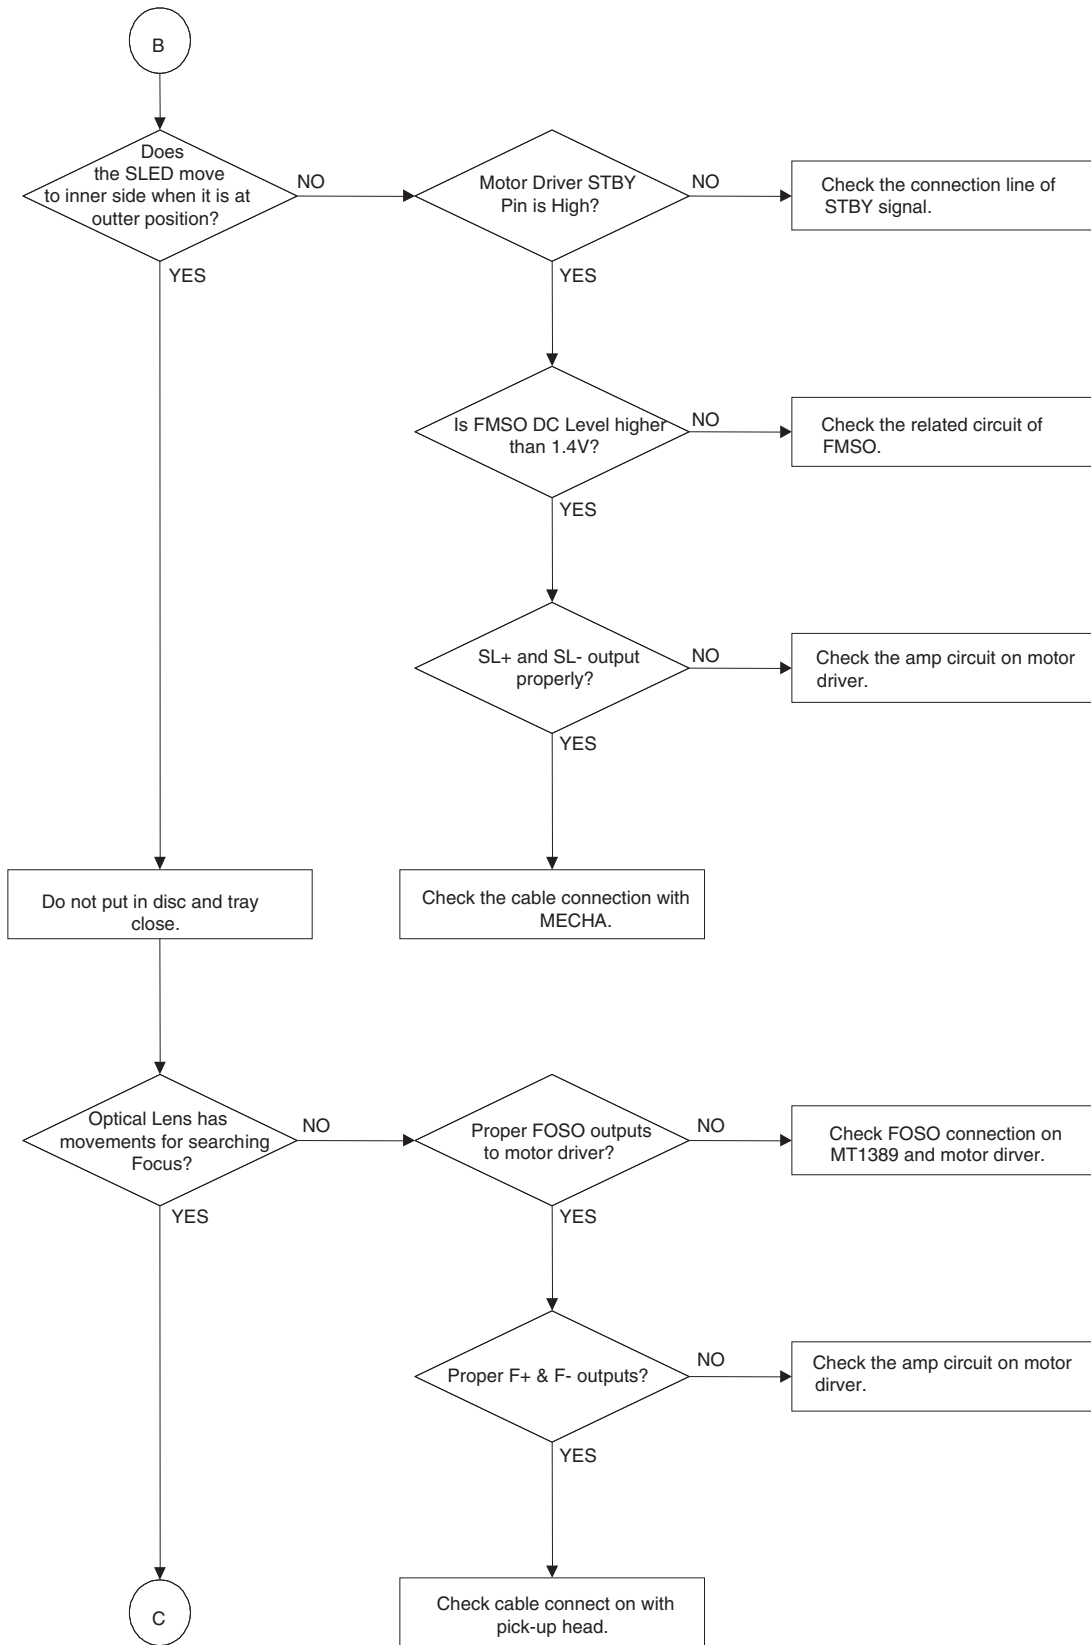 B
Does
the SLED move
to inner side when it is at
outter position?
NO
Motor Driver STBY
Pin is High?
NO
Check the connection line of
STBY signal.
YES
YES
Is FMSO DC Level higher
than 1.4V?
NO
Check the related circuit of
FMSO.
YES
SL+ and SL- output
properly?
NO
Check the amp circuit on motor
driver.
YES
Do not put in disc and tray
close.
Check the cable connection with
MECHA.
Optical Lens has
movements for searching
Focus?
NO
Proper FOSO outputs
to motor driver?
NO
Check FOSO connection on
MT1389 and motor dirver.
YES
YES
Proper F+ & F- outputs?
NO
Check the amp circuit on motor
dirver.
YES
C
Check cable connect on with
pick-up head.